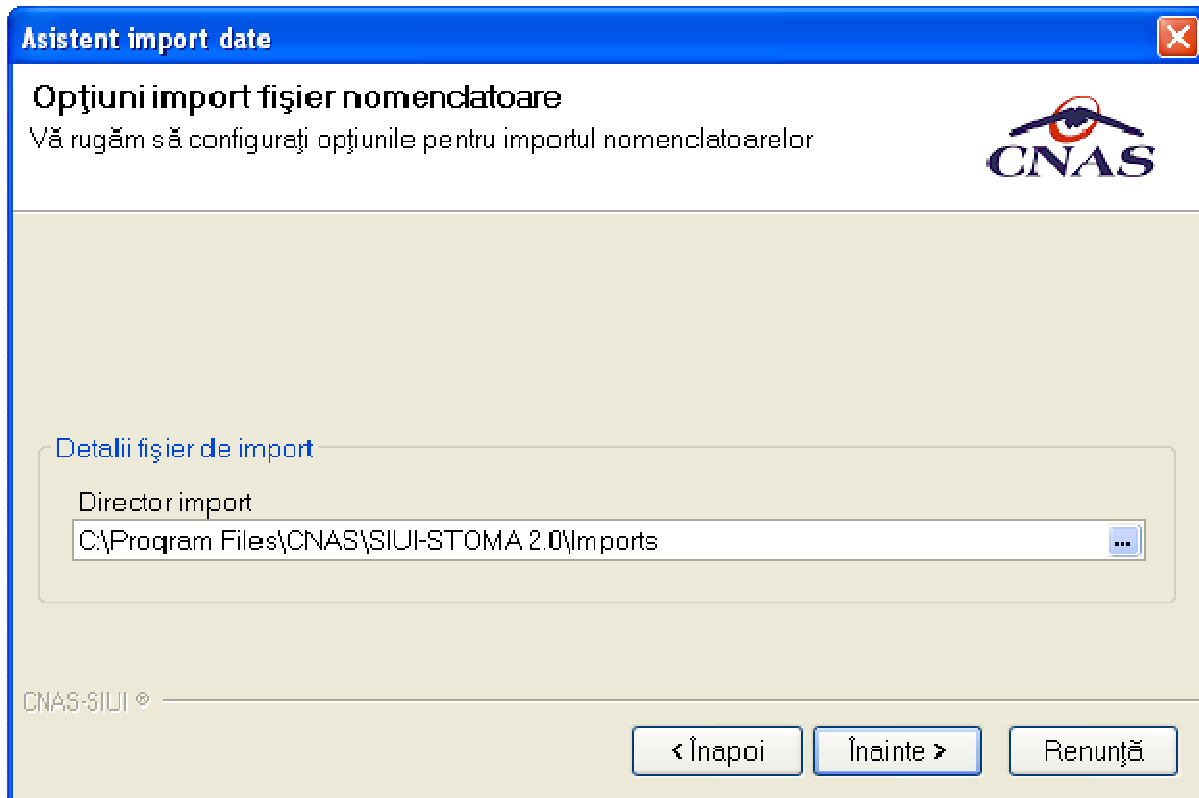 Asistent import date
Opţiuni import fişier nomenclatoare
Vă rugăm să configuraţi opţiunile pentru importul nomenclatoarelor
CNAS
Detalii fişier de import
Director import
C:\Program Files\CNAS\SIUI-STOMA 2.0\Imports
...
CNAS-SIUI ®
< Înapoi
Înainte >
Renunţă